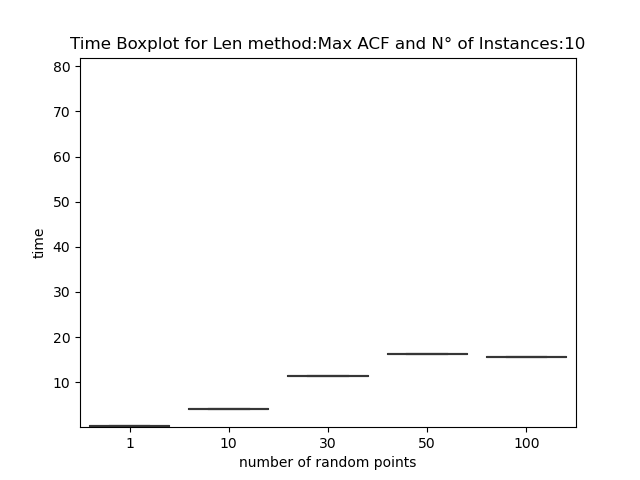 Time Boxplot for Len method:Max ACF and N° of Instances:10
80
70
60
50
40
30
20
10
time
1 10 30 50 100
number of random points